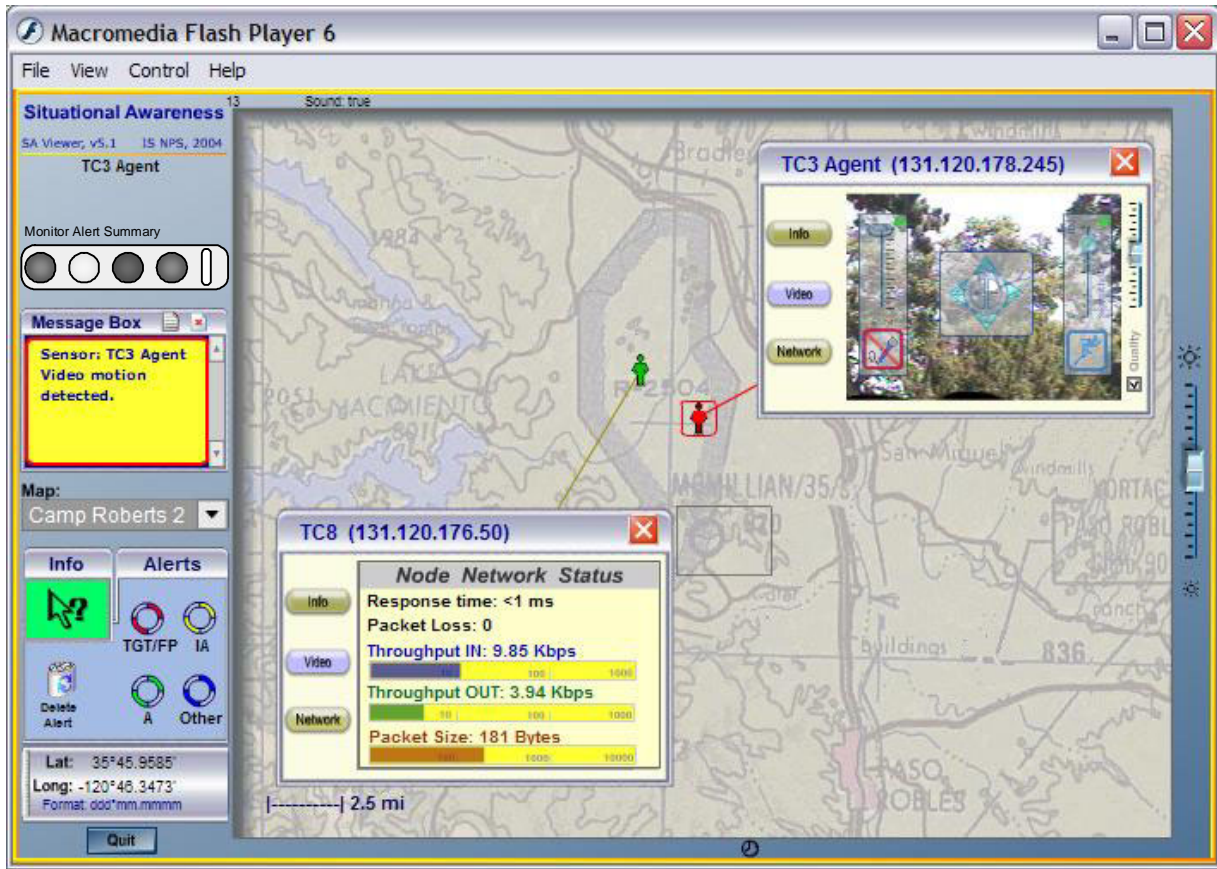 Macromedia Flash Player 6
File View Control Help
Situational Awareness
13
Sound: true
SA Viewer, v5.1 IS NPS, 2004
TC3 Agent
Monitor Alert Summary
Message Box
Sensor: TC3 Agent
Video motion
detected.
Map:
Camp Roberts 2
Info
Alerts
TGT/FP
IA
Delete
Alert
A
Other
Lat: 35°45.9585'
Long: -120°46.3473'
Format: ddd°mm.mmmm
Quit
TC3 Agent (131.120.178.245)
Info
Video
Network
Quality
TC8 (131.120.176.50)
Info
Video
Network
Node Network Status
Response time: <1 ms
Packet Loss: 0
Throughput IN: 9.85 Kbps
10 100 1000
Throughput OUT: 3.94 Kbps
10 100 1000
Packet Size: 181 Bytes
100 1000 10000
|----------| 2.5 mi
windmills
Bradley
LAKE
NACIMIENTO
R-2504
San Miguel
windmills
VORTAC
buildings
836
PASO
ROBLES